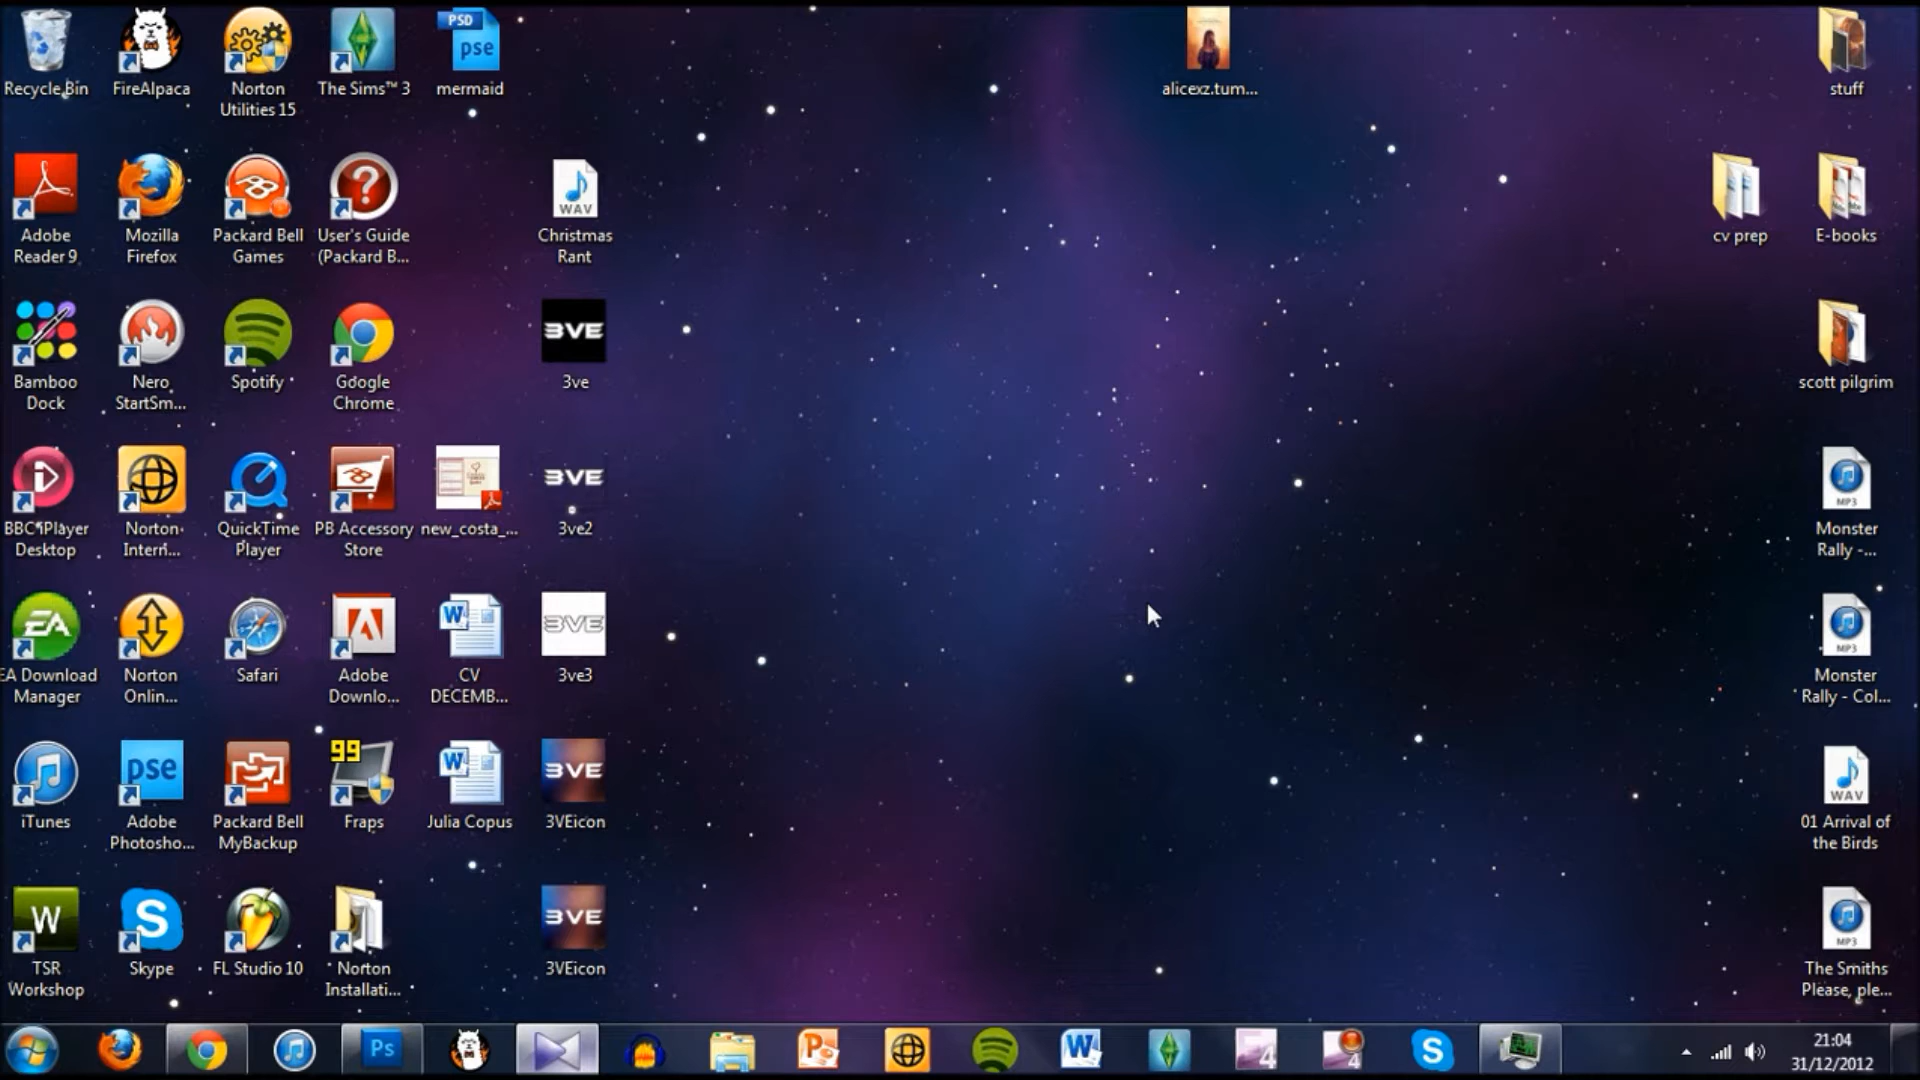 PSD
pse
Recycle Bin
FireAlpaca
Norton
Utilities 15
The Sims™ 3
mermaid
alicexz.tum...
stuff
WAV
Adobe
Reader 9
Mozilla
Firefox
Packard Bell
Games
User's Guide
(Packard B...
Christmas
Rant
cv prep
E-books
3VE
Bamboo
Dock
Nero
StartSm...
Spotify
Google
Chrome
3ve
scott pilgrim
3VE
MP3
BBC iPlayer
Desktop
Norton
Intern...
QuickTime
Player
PB Accessory
Store
new_costa_...
3ve2
Monster
Rally -...
EA
W
3VE
MP3
EA Download
Manager
Norton
Onlin...
Safari
Adobe
Downlo...
CV
DECEMB...
3ve3
Monster
Rally - Col...
pse
99
W
3VE
WAV
iTunes
Adobe
Photosho...
Packard Bell
MyBackup
Fraps
Julia Copus
3VEicon
01 Arrival of
the Birds
W
S
3VE
MP3
TSR
Workshop
Skype
FL Studio 10
Norton
Installati...
3VEicon
The Smiths
Please, ple...
Ps
P
W
4
4
S
21:04
31/12/2012